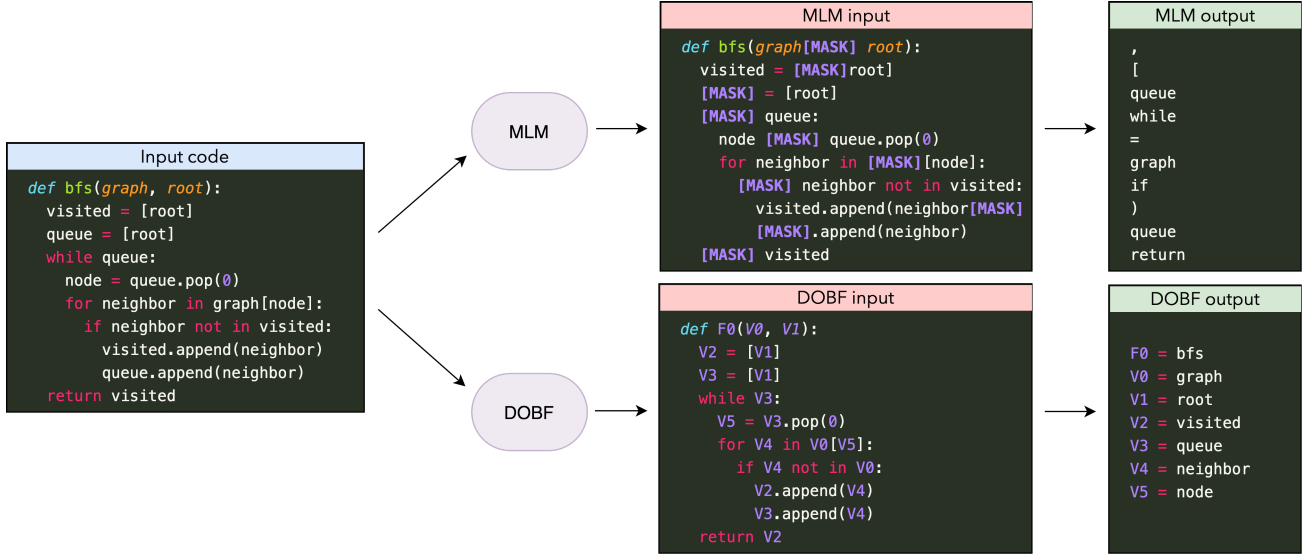 Input code
def bfs(graph, root):
visited = [root]
queue = [root]
while queue:
node = queue.pop(0)
for neighbor in graph[node]:
if neighbor not in visited:
visited.append(neighbor)
queue.append(neighbor)
return visited
MLM
DOBF
MLM input
def bfs(graph[MASK] root):
visited = [MASK]root]
[MASK] = [root]
[MASK] queue:
node [MASK] queue.pop(0)
for neighbor in [MASK][node]:
[MASK] neighbor not in visited:
visited.append(neighbor[MASK]
[MASK].append(neighbor)
[MASK] visited
MLM output
,
[
queue
while
=
graph
if
)
queue
return
DOBF input
def F0(V0, V1):
V2 = [V1]
V3 = [V1]
while V3:
V5 = V3.pop(0)
for V4 in V0[V5]:
if V4 not in V0:
V2.append(V4)
V3.append(V4)
return V2
DOBF output
F0 = bfs
V0 = graph
V1 = root
V2 = visited
V3 = queue
V4 = neighbor
V5 = node